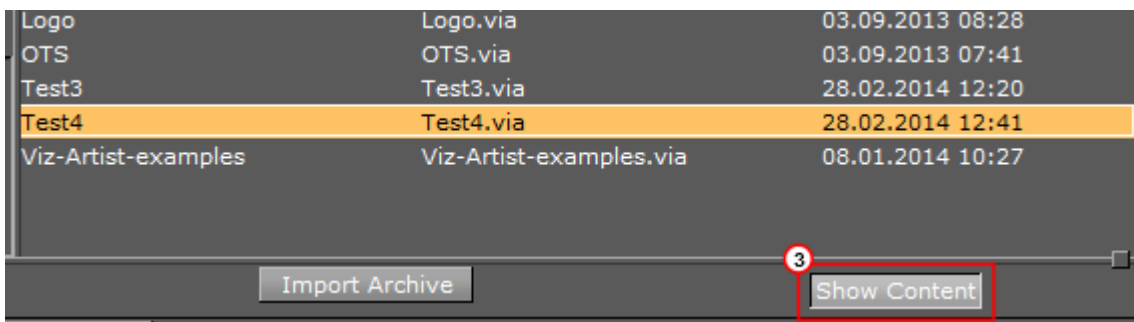 Logo Logo.via 03.09.2013 08:28
OTS OTS.via 03.09.2013 07:41
Test3 Test3.via 28.02.2014 12:20
Test4 Test4.via 28.02.2014 12:41
Viz-Artist-examples Viz-Artist-examples.via 08.01.2014 10:27
3
Import Archive Show Content